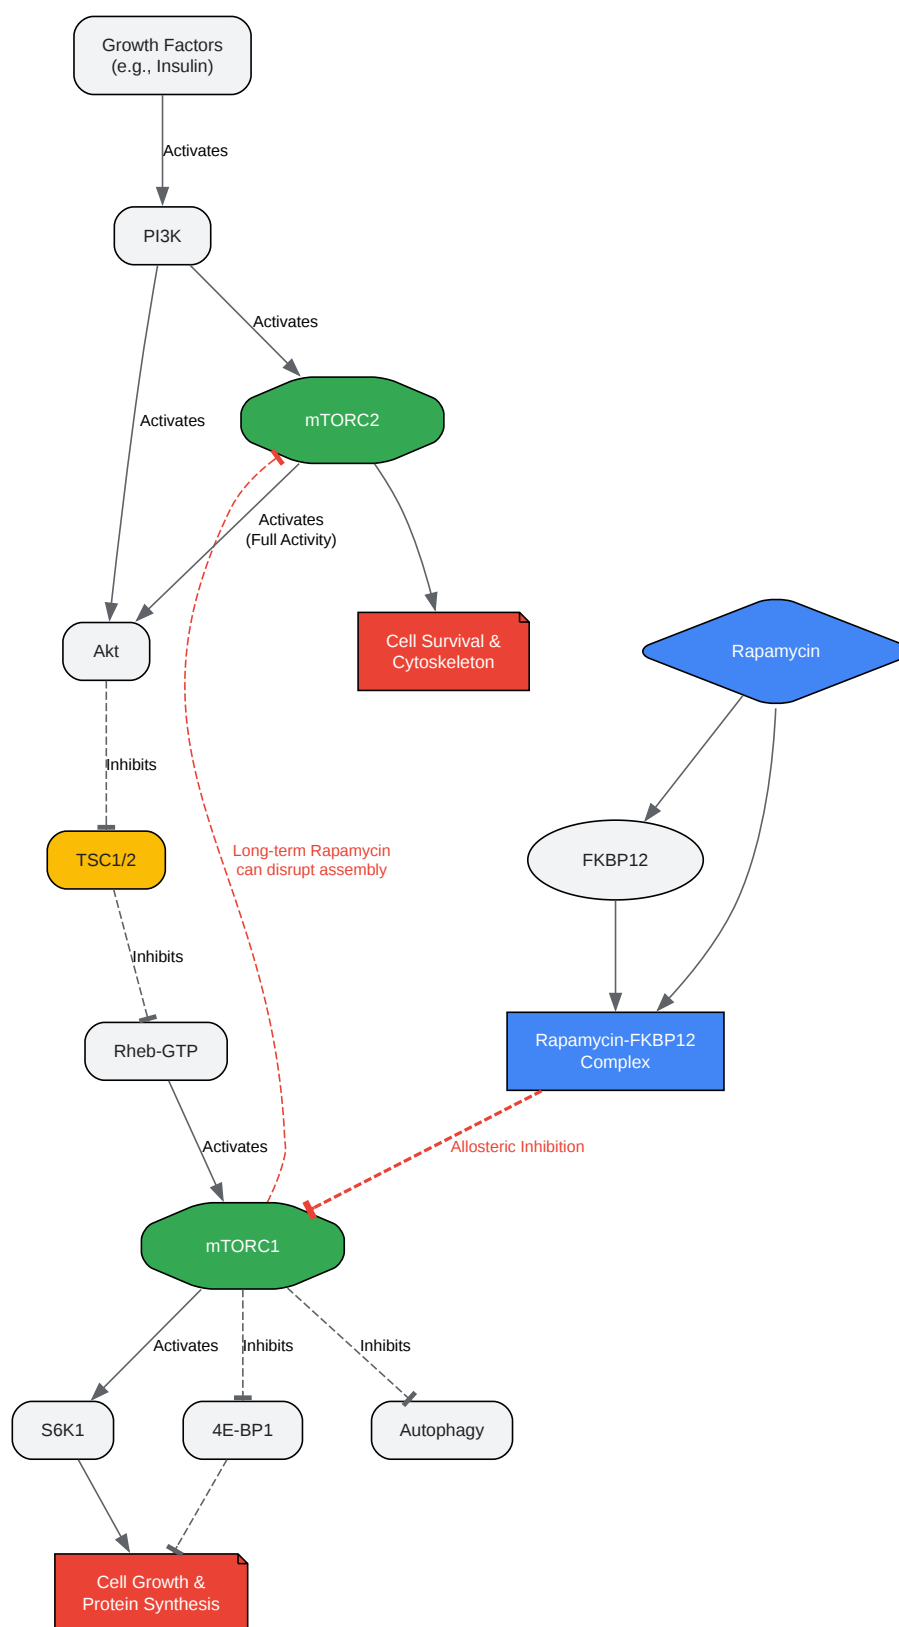 Growth Factors
(e.g., Insulin)
Activates
PI3K
Activates
Activates
mTORC2
Activates
(Full Activity)
Cell Survival &
Cytoskeleton
Akt
Rapamycin
Inhibits
TSC1/2
Long-term Rapamycin
can disrupt assembly
FKBP12
Inhibits
Rheb-GTP
Rapamycin-FKBP12
Complex
Activates
Allosteric Inhibition
mTORC1
Activates
Inhibits
Inhibits
S6K1
4E-BP1
Autophagy
Cell Growth &
Protein Synthesis